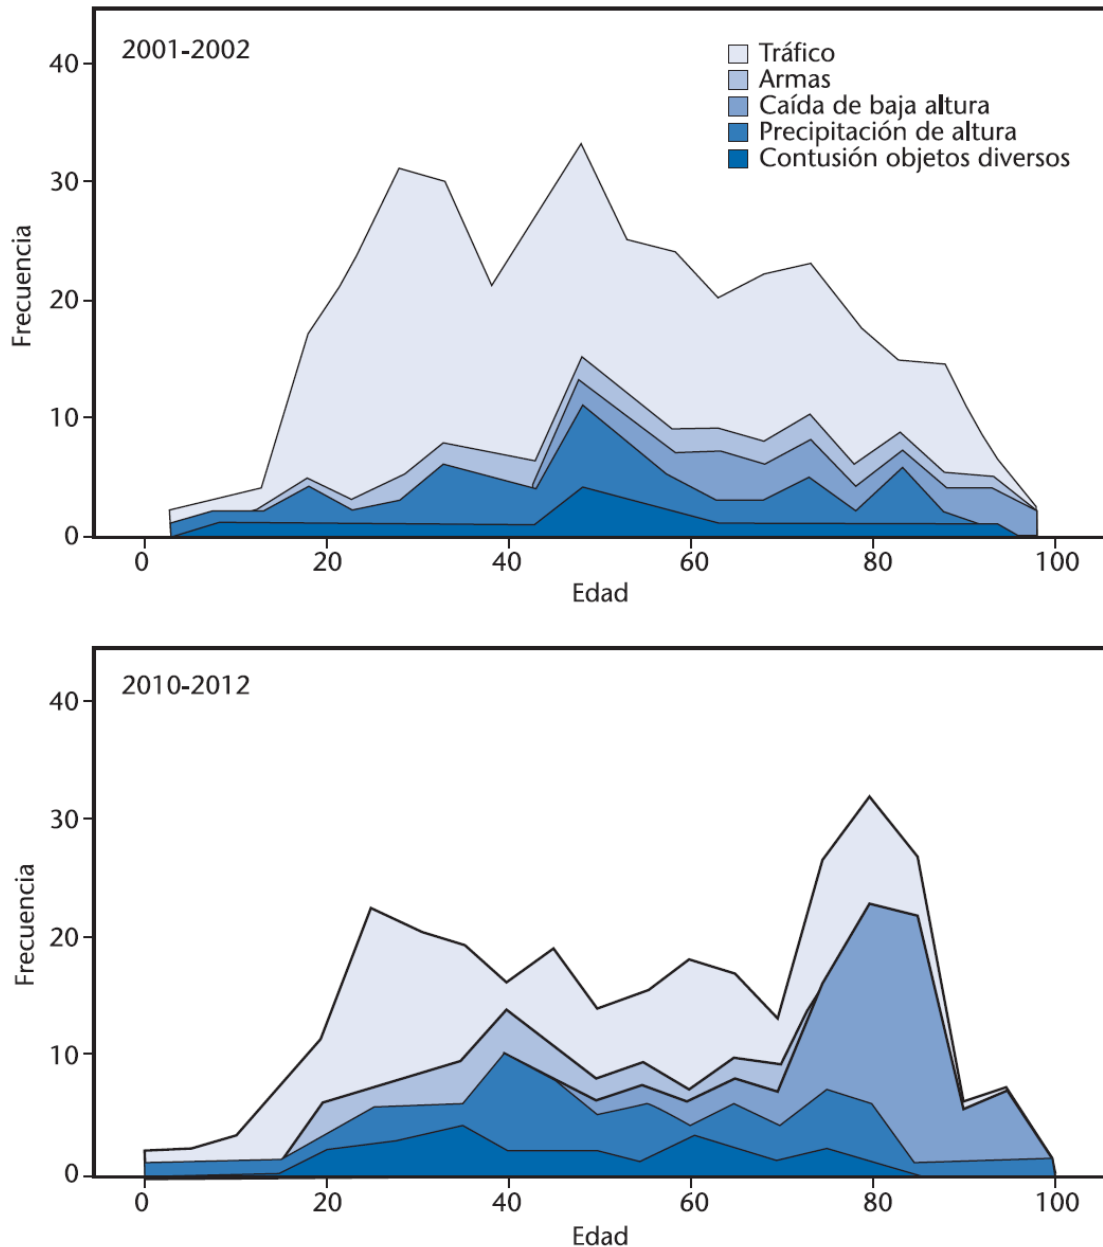 2001-2002
Tráfico
Armas
Caída de baja altura
Precipitación de altura
Contusión objetos diversos
40
30
20
10
0
Frecuencia
0 20 40 60 80 100
Edad
2010-2012
40
30
20
10
0
Frecuencia
0 20 40 60 80 100
Edad